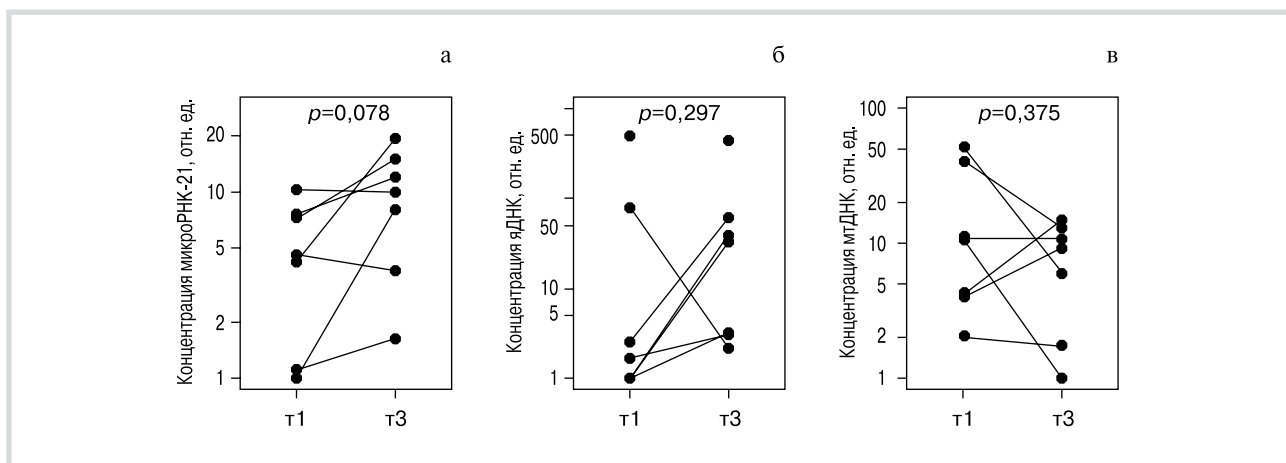 а
Концентрация микроРНК-21, отн. ед.
p=0,078
20
10
5
2
1
т1 т3
б
Концентрация яДНК, отн. ед.
p=0,297
500
50
10
5
1
т1 т3
в
Концентрация мтДНК, отн. ед.
p=0,375
100
50
20
10
5
2
1
т1 т3